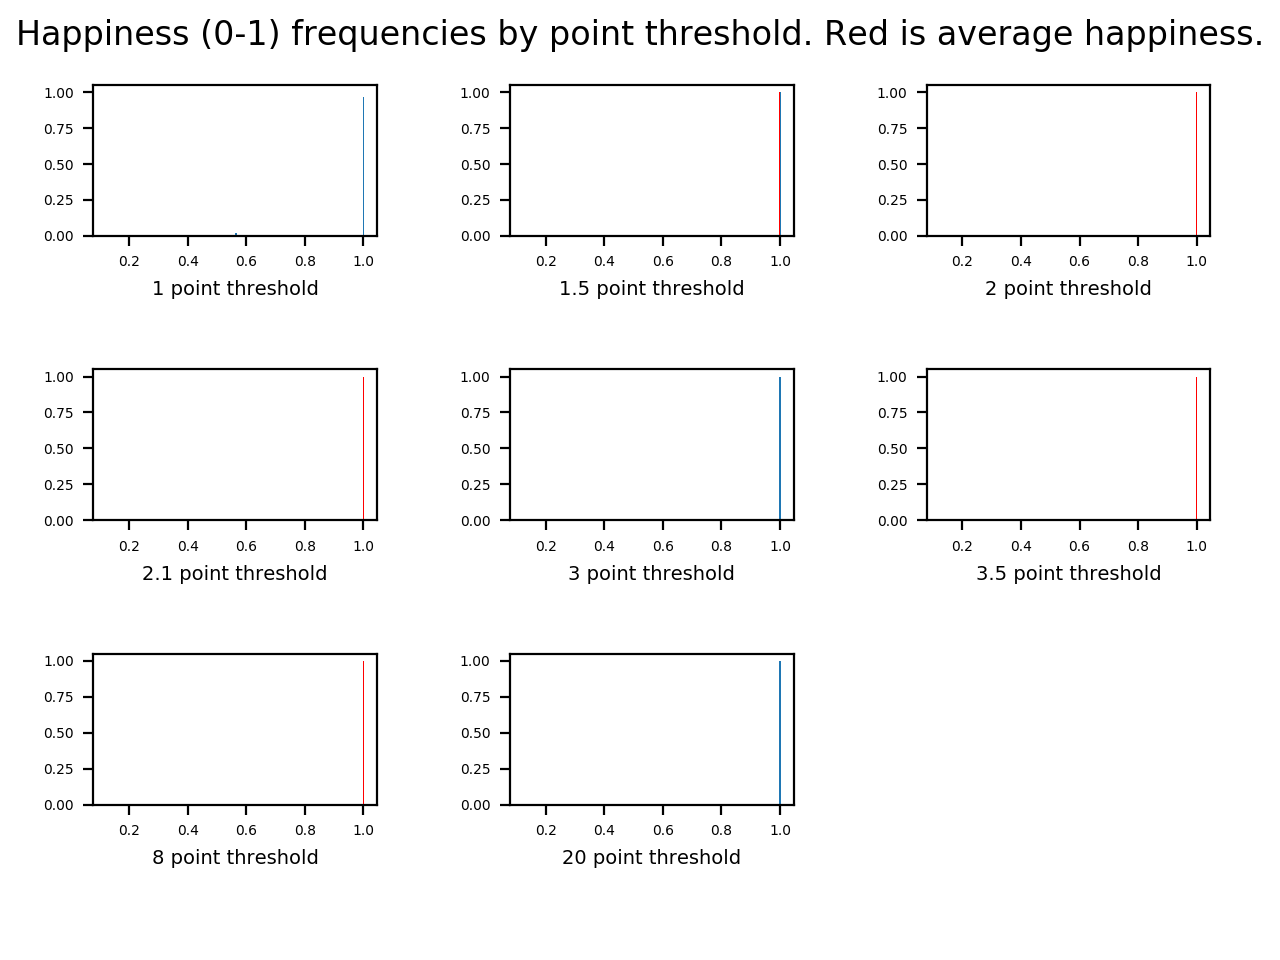 Happiness (0-1) frequencies by point threshold. Red is average happiness.
1.00 1.00 1.00
0.75 0.75 0.75
0.50 0.50 0.50
0.25 0.25 0.25
0.00 0.00 0.00
0.2 0.4 0.6 0.8 1.0 0.2 0.4 0.6 0.8 1.0 0.2 0.4 0.6 0.8 1.0
1 point threshold 1.5 point threshold 2 point threshold
1.00 1.00 1.00
0.75 0.75 0.75
0.50 0.50 0.50
0.25 0.25 0.25
0.00 0.00 0.00
0.2 0.4 0.6 0.8 1.0 0.2 0.4 0.6 0.8 1.0 0.2 0.4 0.6 0.8 1.0
2.1 point threshold 3 point threshold 3.5 point threshold
1.00 1.00
0.75 0.75
0.50 0.50
0.25 0.25
0.00 0.00
0.2 0.4 0.6 0.8 1.0 0.2 0.4 0.6 0.8 1.0
8 point threshold 20 point threshold